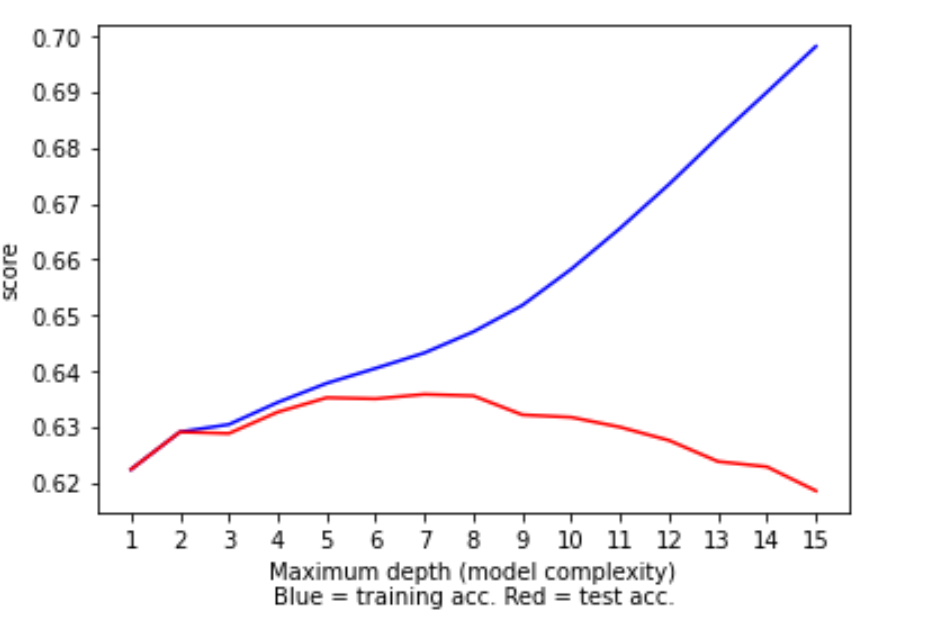 0.70
0.69
0.68
0.67
0.66
0.65
0.64
0.63
0.62
score
1 2 3 4 5 6 7 8 9 10 11 12 13 14 15
Maximum depth (model complexity)
Blue = training acc. Red = test acc.